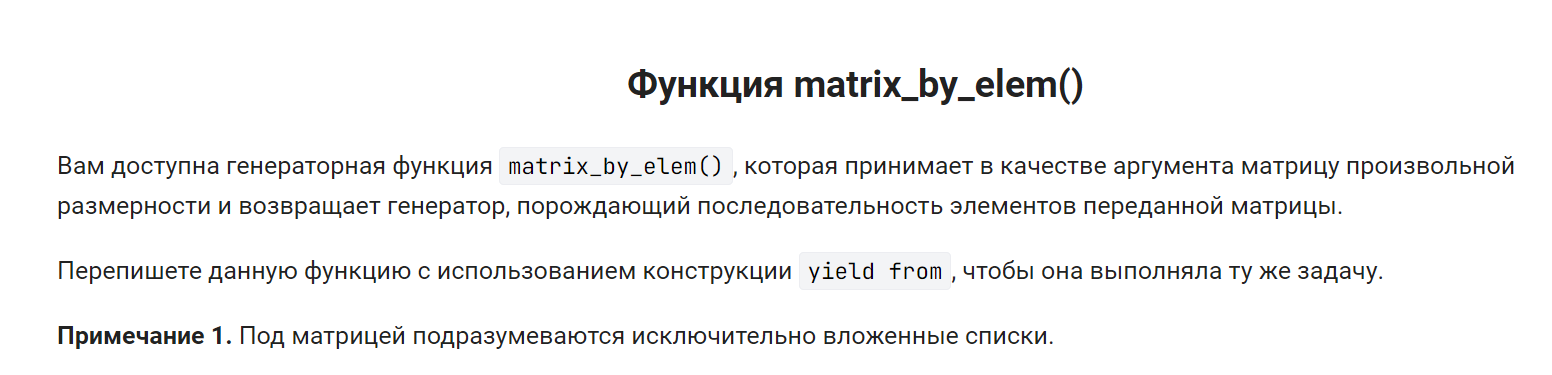 Функция matrix_by_elem()
Вам доступна генераторная функция matrix_by_elem(), которая принимает в качестве аргумента матрицу произвольной
размерности и возвращает генератор, порождающий последовательность элементов переданной матрицы.
Перепишете данную функцию с использованием конструкции yield from, чтобы она выполняла ту же задачу.
Примечание 1. Под матрицей подразумеваются исключительно вложенные списки.